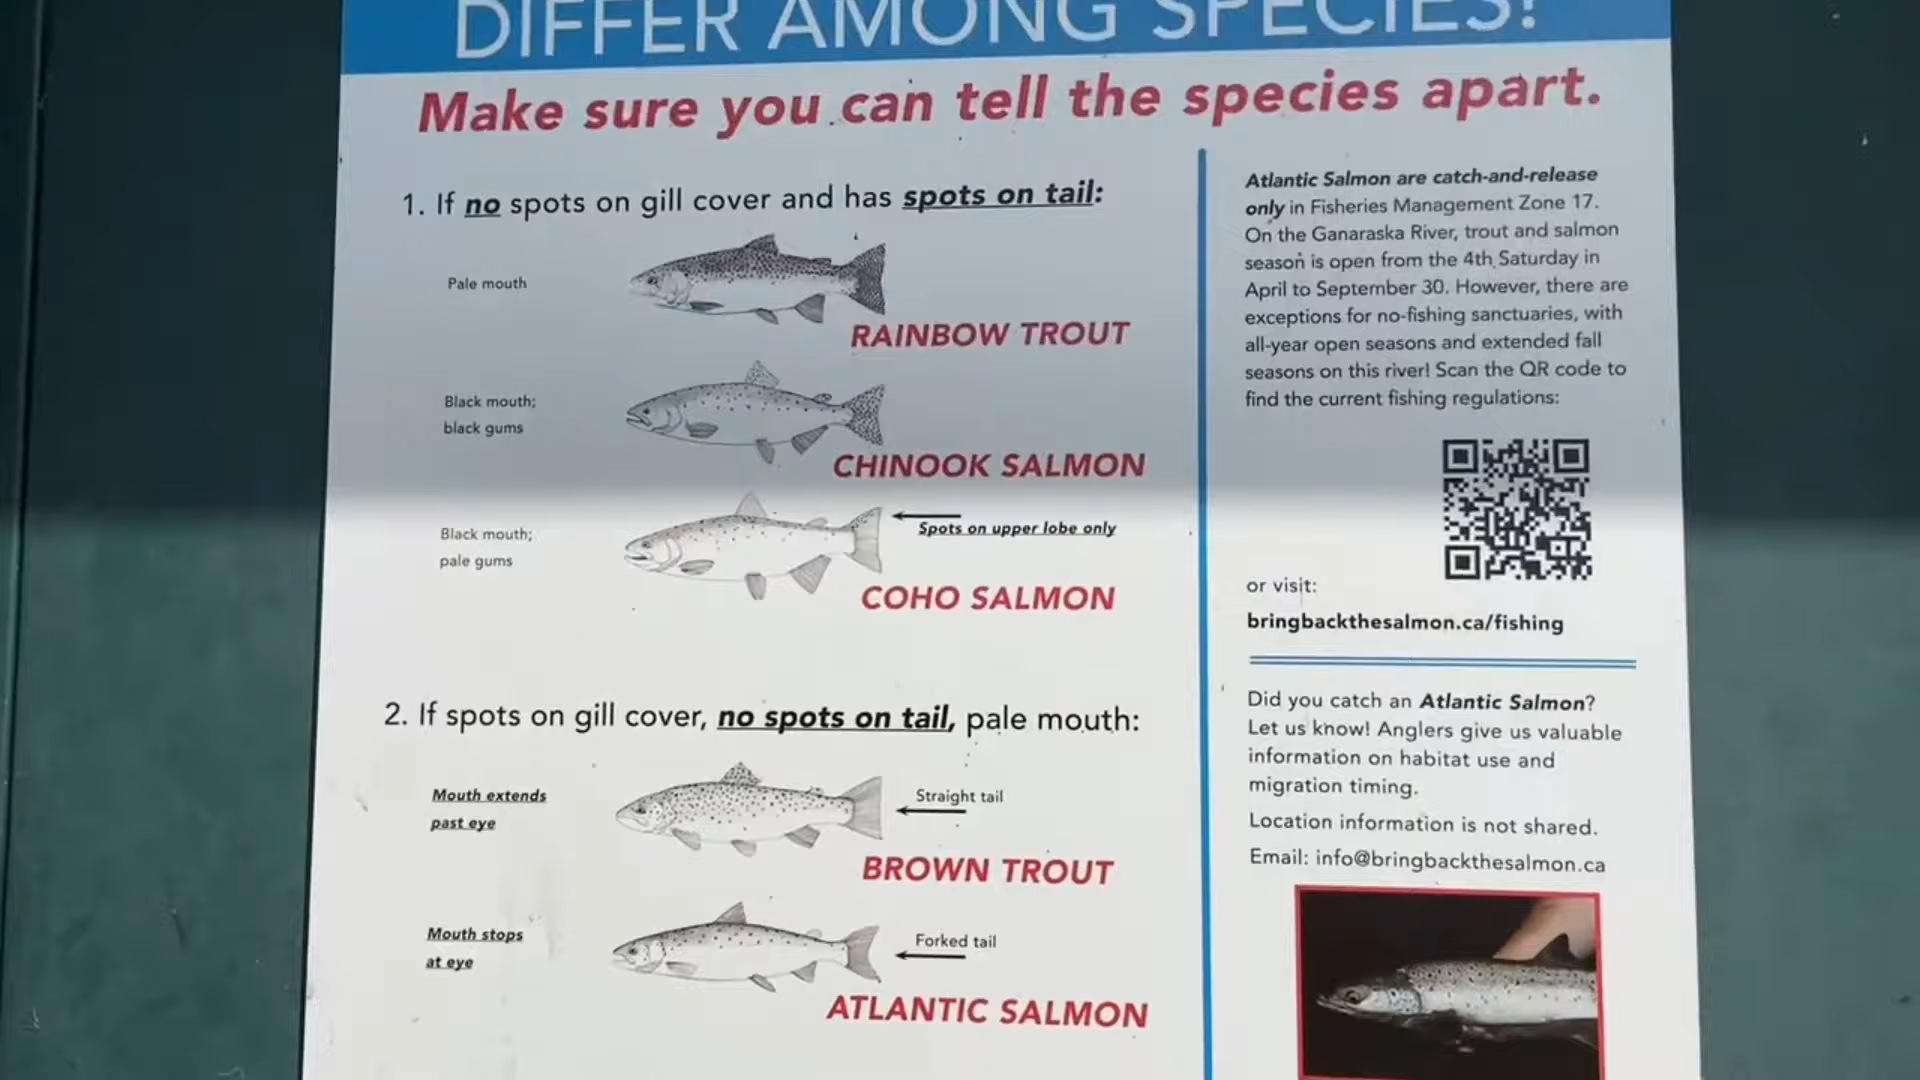 DIFFER AMONG SPECIES!
Make sure you can tell the species apart.
1. If no spots on gill cover and has spots on tail:
Pale mouth
RAINBOW TROUT
Black mouth;
black gums
CHINOOK SALMON
Black mouth;
pale gums
Spots on upper lobe only
COHO SALMON
2. If spots on gill cover, no spots on tail, pale mouth:
Mouth extends
past eye
Straight tail
BROWN TROUT
Mouth stops
at eye
Forked tail
ATLANTIC SALMON
Atlantic Salmon are catch-and-release
only in Fisheries Management Zone 17.
On the Ganaraska River, trout and salmon
season is open from the 4th Saturday in
April to September 30. However, there are
exceptions for no-fishing sanctuaries, with
all-year open seasons and extended fall
seasons on this river! Scan the QR code to
find the current fishing regulations:
or visit:
bringbackthesalmon.ca/fishing
Did you catch an Atlantic Salmon?
Let us know! Anglers give us valuable
information on habitat use and
migration timing.
Location information is not shared.
Email: info@bringbackthesalmon.ca